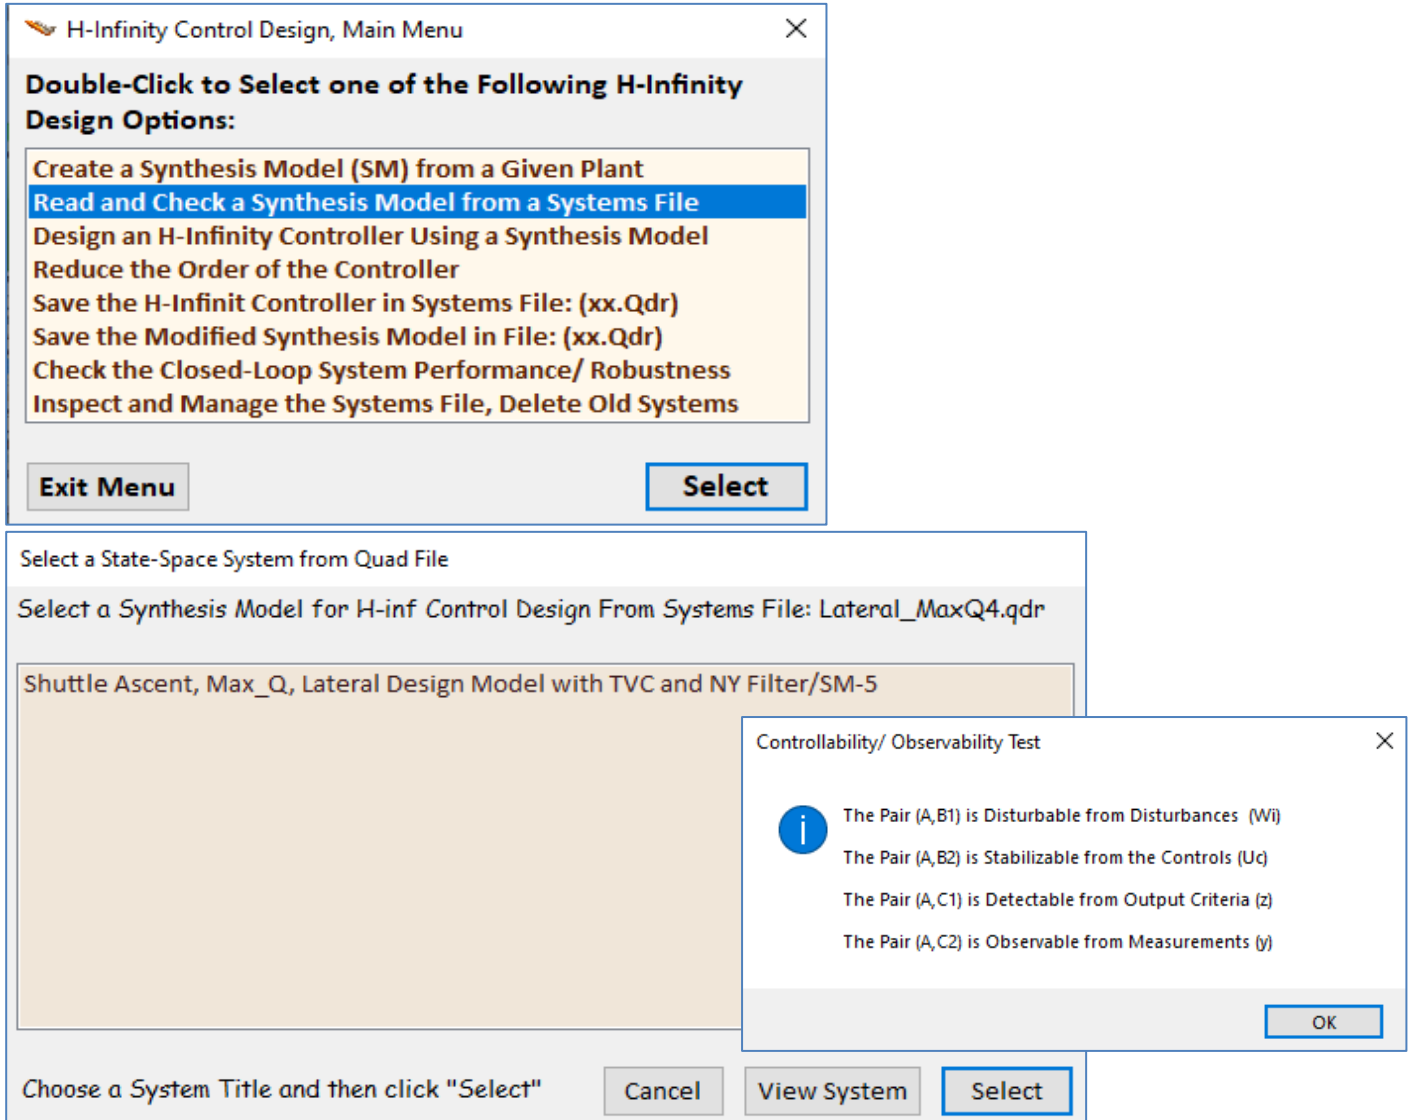 H-Infinity Control Design, Main Menu
Double-Click to Select one of the Following H-Infinity
Design Options:
Create a Synthesis Model (SM) from a Given Plant
Read and Check a Synthesis Model from a Systems File
Design an H-Infinity Controller Using a Synthesis Model
Reduce the Order of the Controller
Save the H-Infinit Controller in Systems File: (xx.Qdr)
Save the Modified Synthesis Model in File: (xx.Qdr)
Check the Closed-Loop System Performance/ Robustness
Inspect and Manage the Systems File, Delete Old Systems
Exit Menu
Select
Select a State-Space System from Quad File
Select a Synthesis Model for H-inf Control Design From Systems File: Lateral_MaxQ4.qdr
Shuttle Ascent, Max_Q, Lateral Design Model with TVC and NY Filter/SM-5
Controllability/ Observability Test
The Pair (A,B1) is Disturbable from Disturbances (Wi)
The Pair (A,B2) is Stabilizable from the Controls (Uc)
The Pair (A,C1) is Detectable from Output Criteria (z)
The Pair (A,C2) is Observable from Measurements (y)
OK
Choose a System Title and then click "Select"
Cancel
View System
Select